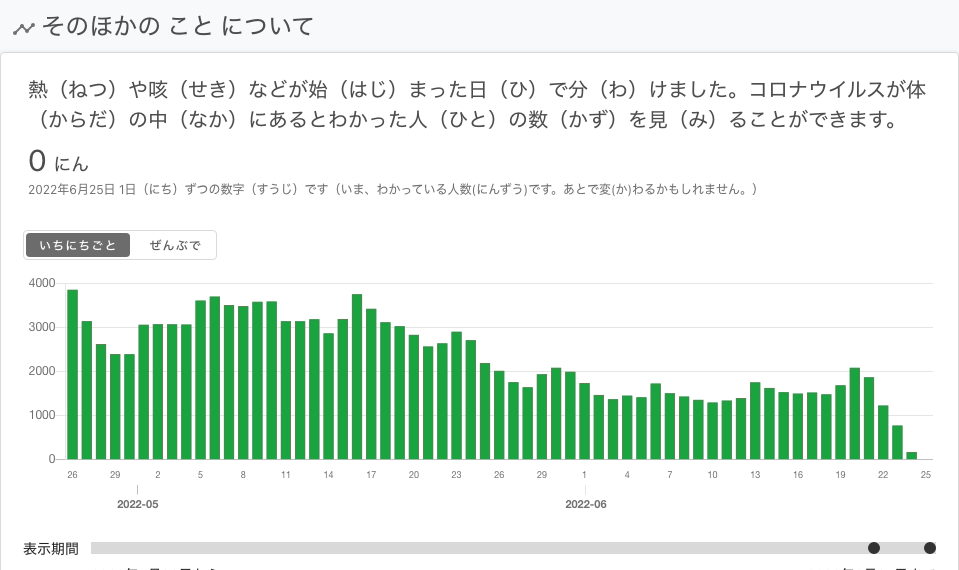 そのほかの こと について
熱（ねつ）や咳（せき）などが始（はじ）まった日（ひ）で分（わ）けました。コロナウイルスが体
（からだ）の中（なか）にあるとわかった人（ひと）の数（かず）を見（み）ることができます。
0 にん
2022年6月25日 1日（にち）ずつの数字（すうじ）です（いま、わかっている人数(にんずう)です。あとで変(か)わるかもしれません。）
いちにちごと ぜんぶで
4000
3000
2000
1000
0
26 29 2 5 8 11 14 17 20 23 26 29 1 4 7 10 13 16 19 22 25
2022-05 2022-06
表示期間